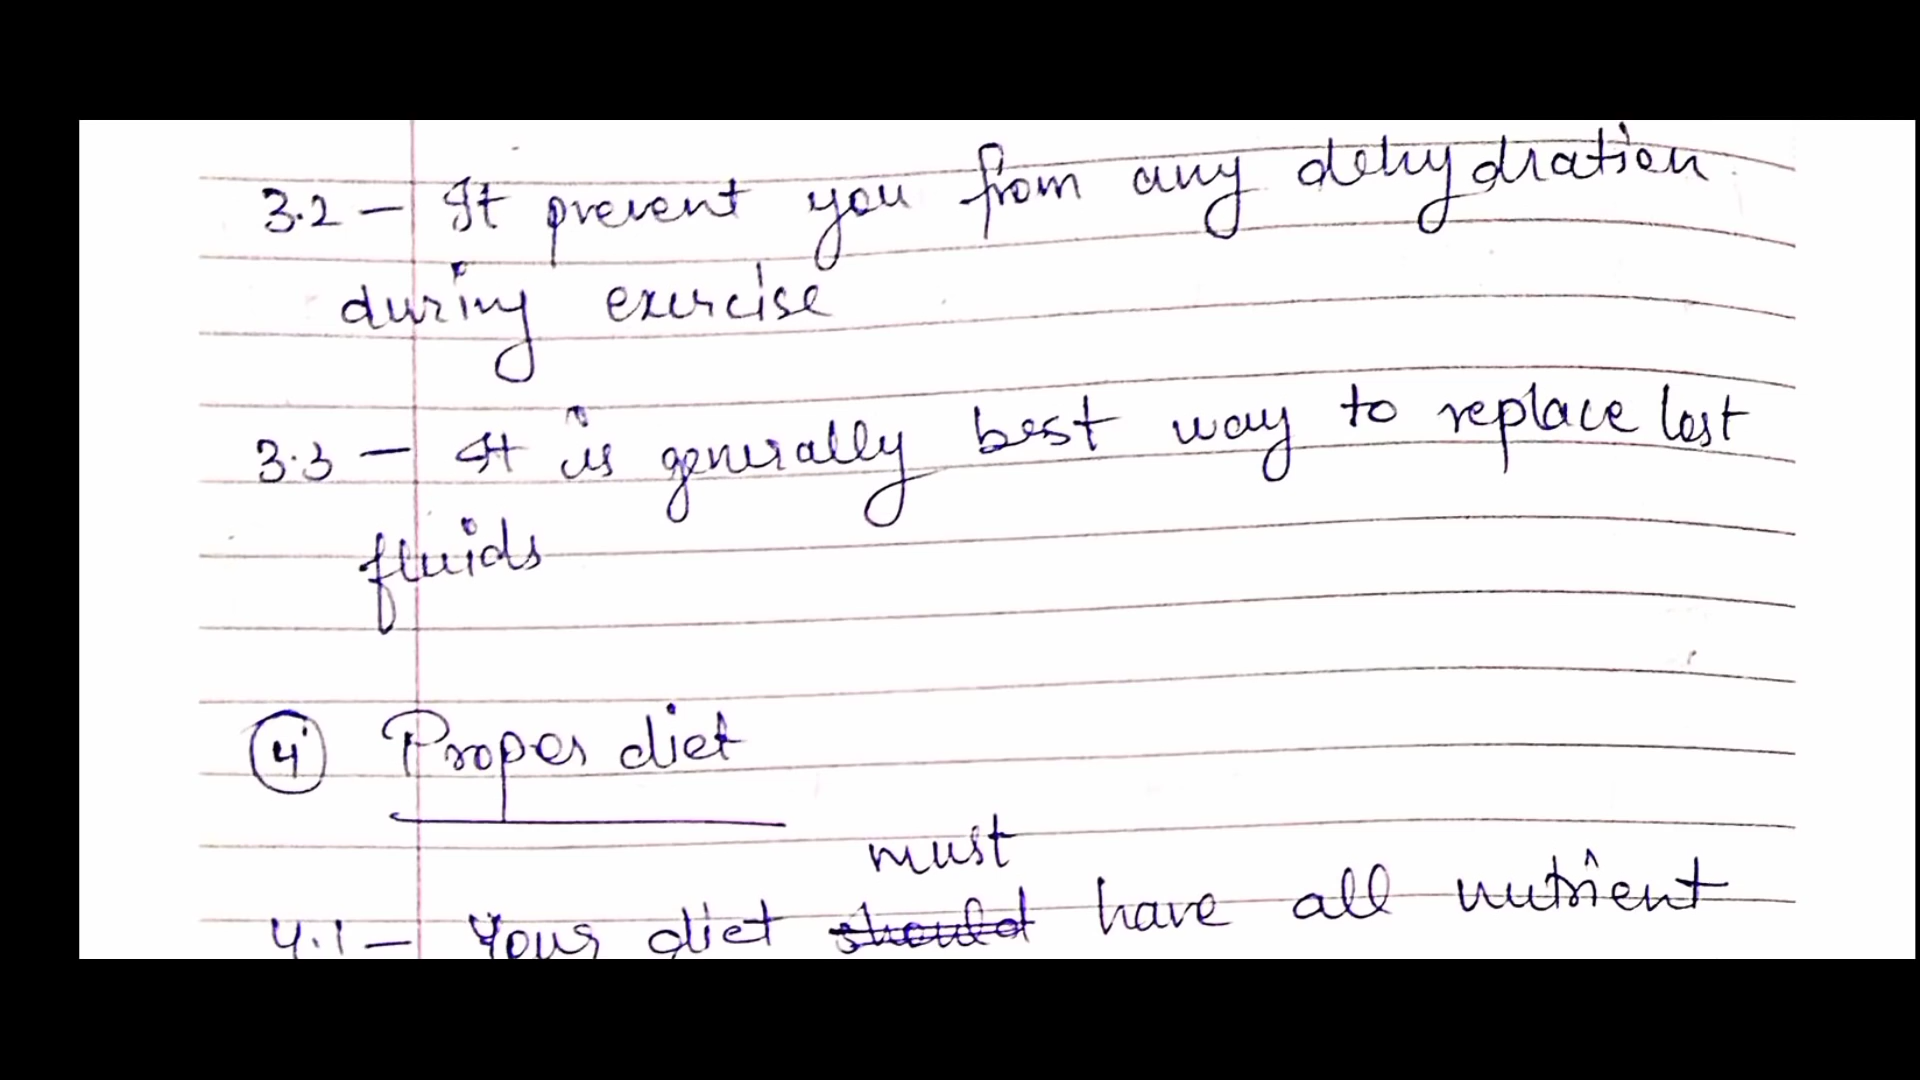 3.2 – It prevent you from any dehydration
during exercise
3.3 – It is generally best way to replace lost
fluids
4 Proper diet
must
4.1 – Your diet should have all nutrient